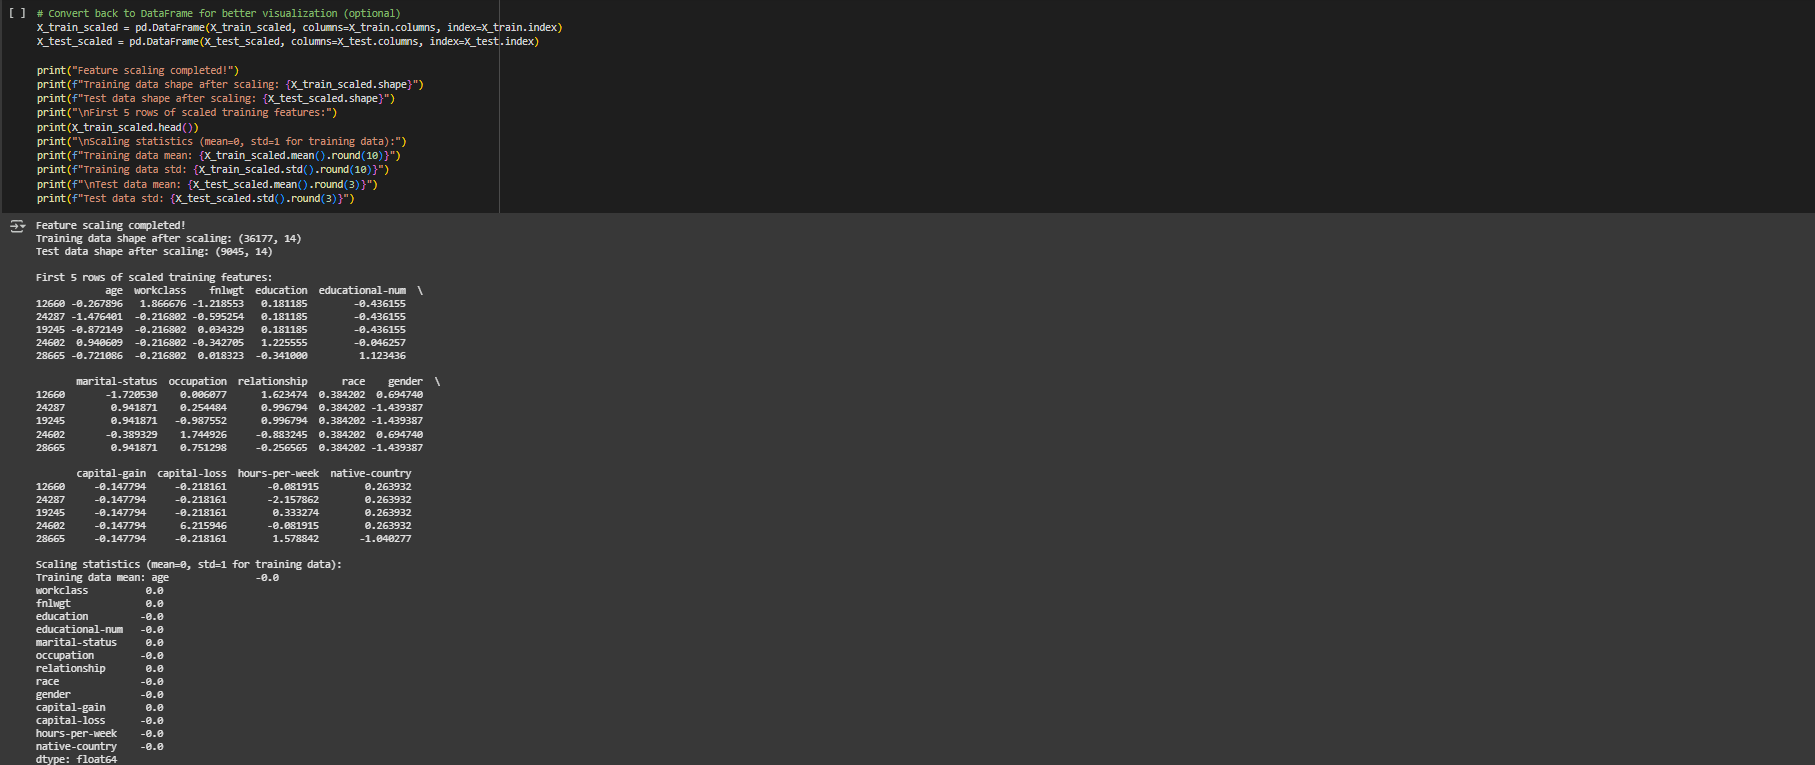 [ ] # Convert back to DataFrame for better visualization (optional)
X_train_scaled = pd.DataFrame(X_train_scaled, columns=X_train.columns, index=X_train.index)
X_test_scaled = pd.DataFrame(X_test_scaled, columns=X_test.columns, index=X_test.index)
print("Feature scaling completed!")
print(f"Training data shape after scaling: {X_train_scaled.shape}")
print(f"Test data shape after scaling: {X_test_scaled.shape}")
print("\nFirst 5 rows of scaled training features:")
print(X_train_scaled.head())
print("\nScaling statistics (mean=0, std=1 for training data):")
print(f"Training data mean: {X_train_scaled.mean().round(10)}")
print(f"Training data std: {X_train_scaled.std().round(10)}")
print(f"\nTest data mean: {X_test_scaled.mean().round(3)}")
print(f"Test data std: {X_test_scaled.std().round(3)}")
Feature scaling completed!
Training data shape after scaling: (36177, 14)
Test data shape after scaling: (9045, 14)
First 5 rows of scaled training features:
age workclass fnlwgt education educational-num \
12660 -0.267896 1.866676 -1.218553 0.181185 -0.436155
24287 -1.476401 -0.216802 -0.595254 0.181185 -0.436155
19245 -0.872149 -0.216802 0.034329 0.181185 -0.436155
24602 0.940609 -0.216802 -0.342705 1.225555 -0.046257
28665 -0.721086 -0.216802 0.018323 -0.341000 1.123436
marital-status occupation relationship race gender \
12660 -1.720530 0.006077 1.623474 0.384202 0.694740
24287 0.941871 0.254484 0.996794 0.384202 -1.439387
19245 0.941871 -0.987552 0.996794 0.384202 -1.439387
24602 -0.389329 1.744926 -0.883245 0.384202 0.694740
28665 0.941871 0.751298 -0.256565 0.384202 -1.439387
capital-gain capital-loss hours-per-week native-country
12660 -0.147794 -0.218161 -0.081915 0.263932
24287 -0.147794 -0.218161 -2.157862 0.263932
19245 -0.147794 -0.218161 0.333274 0.263932
24602 -0.147794 6.215946 -0.081915 0.263932
28665 -0.147794 -0.218161 1.578842 -1.040277
Scaling statistics (mean=0, std=1 for training data):
Training data mean: age -0.0
workclass 0.0
fnlwgt 0.0
education -0.0
educational-num -0.0
marital-status 0.0
occupation -0.0
relationship 0.0
race -0.0
gender -0.0
capital-gain 0.0
capital-loss -0.0
hours-per-week -0.0
native-country -0.0
dtype: float64